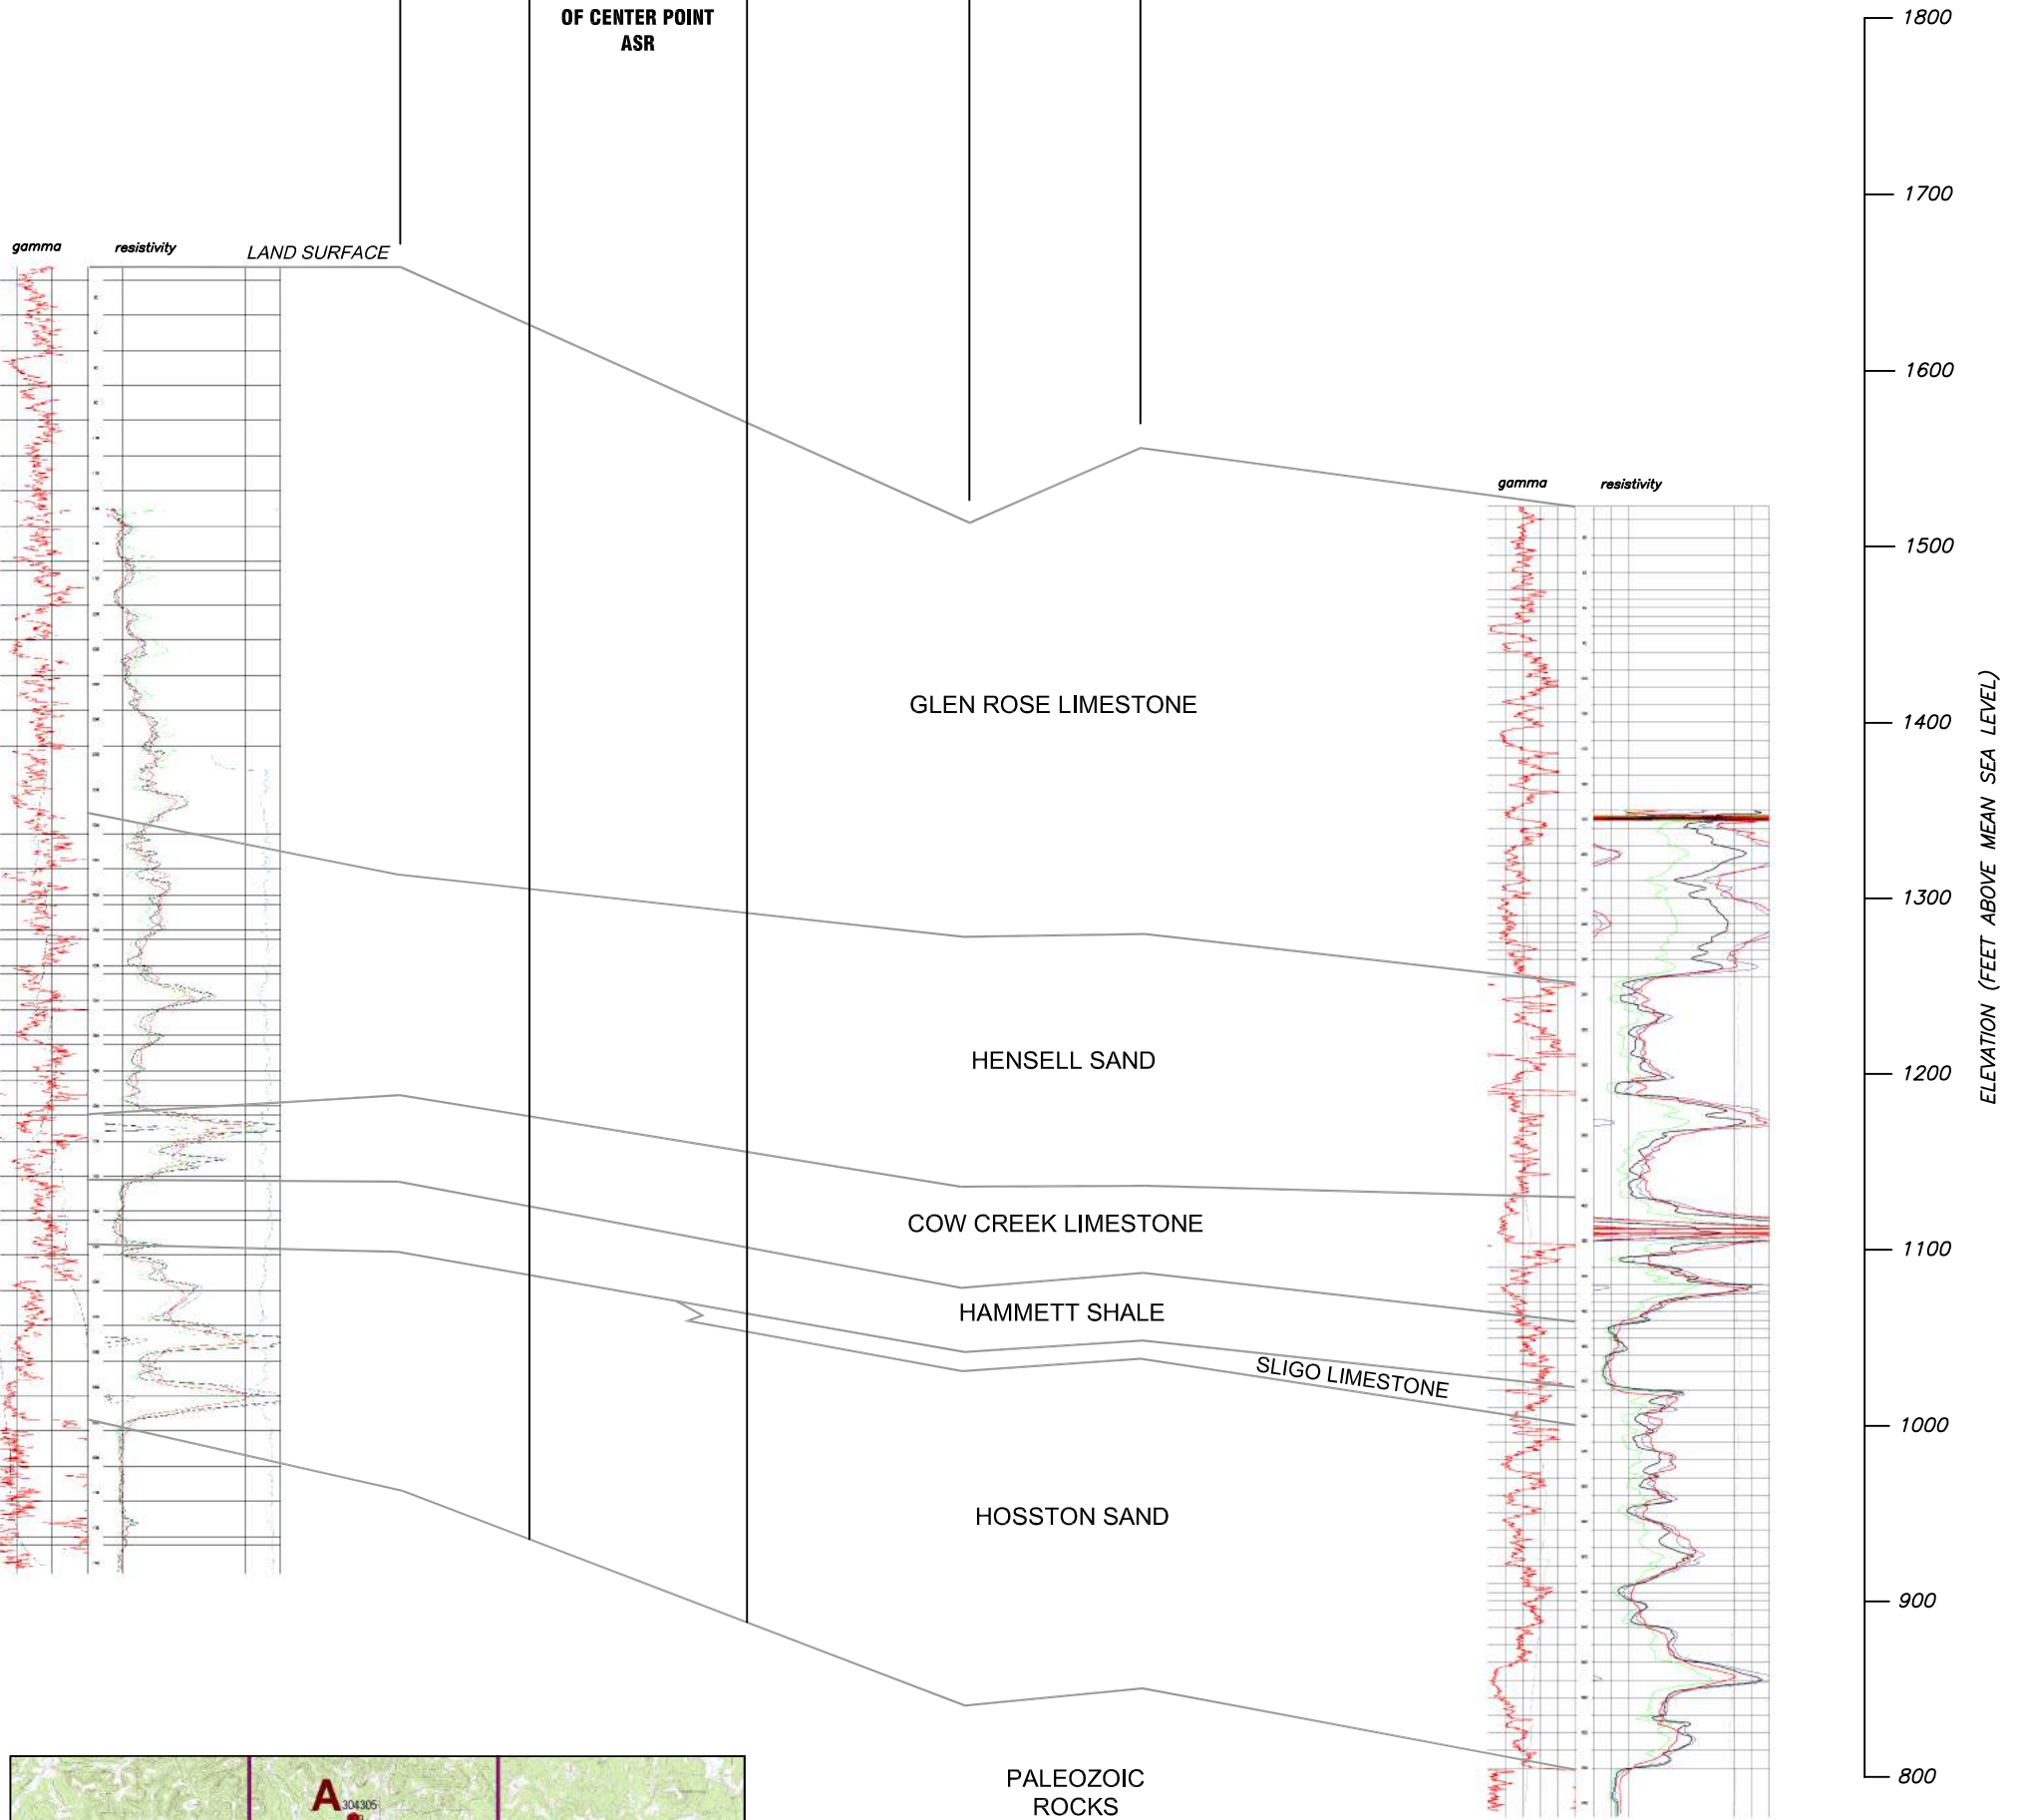 OF CENTER POINT
ASR
1800
1700
gamma
resistivity
LAND SURFACE
1600
gamma
resistivity
1500
GLEN ROSE LIMESTONE
1400
1300
ELEVATION (FEET ABOVE MEAN SEA LEVEL)
HENSELL SAND
1200
COW CREEK LIMESTONE
1100
HAMMETT SHALE
SLIGO LIMESTONE
1000
HOSSTON SAND
900
PALEOZOIC
ROCKS
800
A
304305